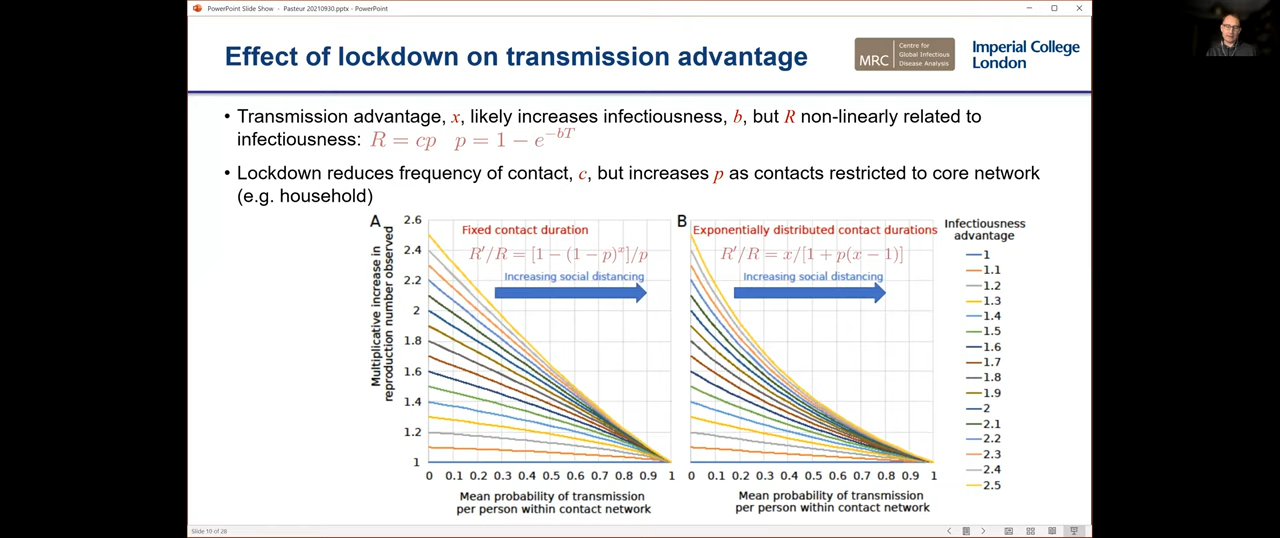 PowerPoint Slide Show - Pasteur 20210930.pptx - PowerPoint
Effect of lockdown on transmission advantage
MRC
Centre for
Global Infectious
Disease Analysis
Imperial College
London
• Transmission advantage, x, likely increases infectiousness, b, but R non-linearly related to
infectiousness: R = cp p = 1 − e^{−bT}
• Lockdown reduces frequency of contact, c, but increases p as contacts restricted to core network
(e.g. household)
A
Multiplicative increase in
reproduction number observed
2.6
2.4
2.2
2
1.8
1.6
1.4
1.2
1
Fixed contact duration
R′/R = [1 − (1 − p)^x]/p
Increasing social distancing
0 0.1 0.2 0.3 0.4 0.5 0.6 0.7 0.8 0.9 1
Mean probability of transmission
per person within contact network
B
Exponentially distributed contact durations
R′/R = x/[1 + p(x − 1)]
Increasing social distancing
0 0.1 0.2 0.3 0.4 0.5 0.6 0.7 0.8 0.9 1
Mean probability of transmission
per person within contact network
Infectiousness
advantage
1
1.1
1.2
1.3
1.4
1.5
1.6
1.7
1.8
1.9
2
2.1
2.2
2.3
2.4
2.5
Slide 10 of 28